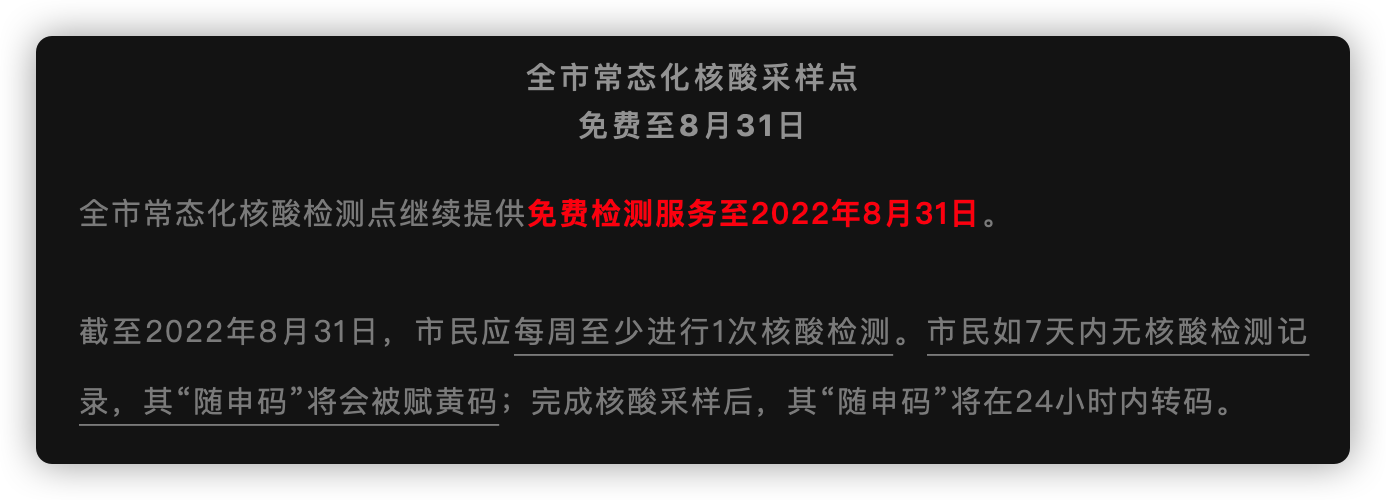 全市常态化核酸采样点
免费至8月31日
全市常态化核酸检测点继续提供免费检测服务至2022年8月31日。
截至2022年8月31日，市民应每周至少进行1次核酸检测。市民如7天内无核酸检测记
录，其“随申码”将会被赋黄码；完成核酸采样后，其“随申码”将在24小时内转码。